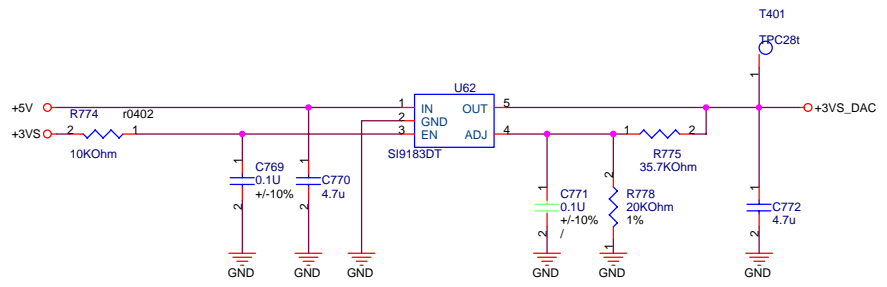 T401
TPC28t
1
U62
+5V
R774
r0402
1
IN
OUT
5
+3VS_DAC
2
GND
+3VS
2
1
3
EN
ADJ
4
1
2
10KOhm
SI9183DT
R775
35.7KOhm
1
C769
0.1U
+/-10%
2
1
C770
4.7u
2
1
C771
0.1U
+/-10%
/
2
2
R778
20KOhm
1%
1
1
C772
4.7u
2
GND
GND
GND
GND
GND
GND